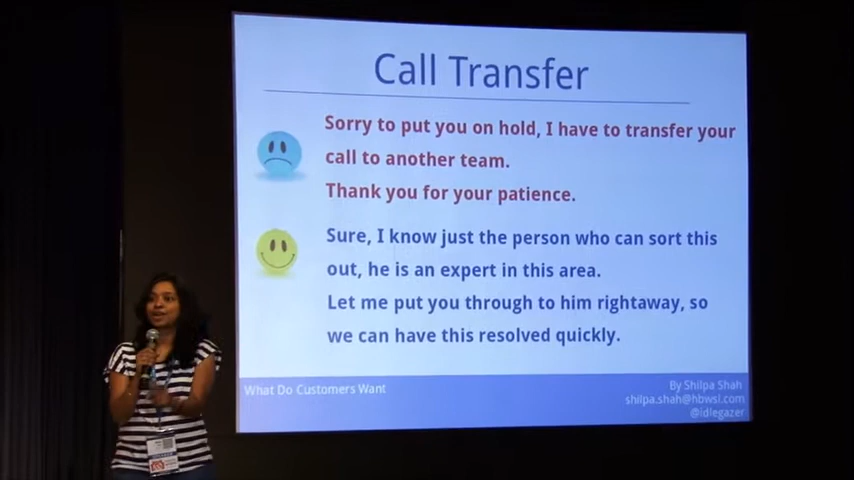 Call Transfer
Sorry to put you on hold, I have to transfer your
call to another team.
Thank you for your patience.
Sure, I know just the person who can sort this
out, he is an expert in this area.
Let me put you through to him rightaway, so
we can have this resolved quickly.
What Do Customers Want
By Shilpa Shah
shilpa.shah@hbwsl.com
@idlegazer